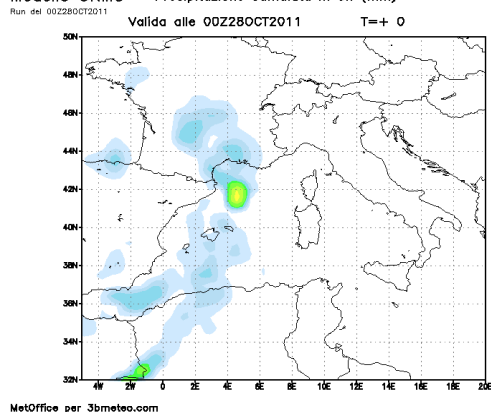 Run del 00Z28OCT2011
Valida alle 00Z28OCT2011 T=+ 0
50N
48N
46N
44N
42N
40N
38N
36N
34N
32N
4W 2W 0 2E 4E 6E 8E 10E 12E 14E 16E 18E 20E
MetOffice per 3bmeteo.com